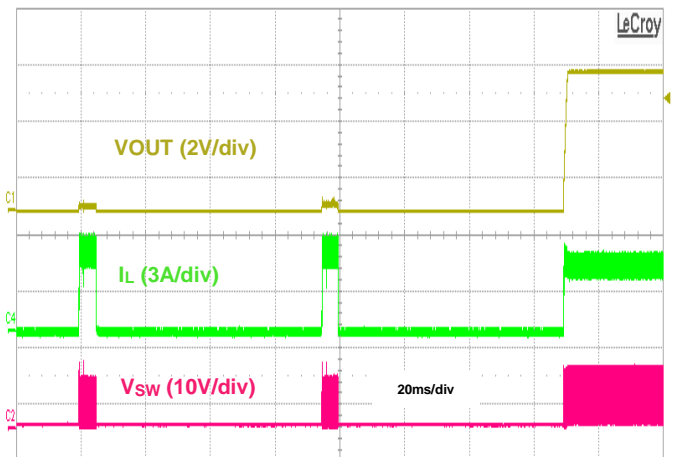 LeCroy
VOUT (2V/div)
C1
IL (3A/div)
C4
VSW (10V/div)
20ms/div
C2